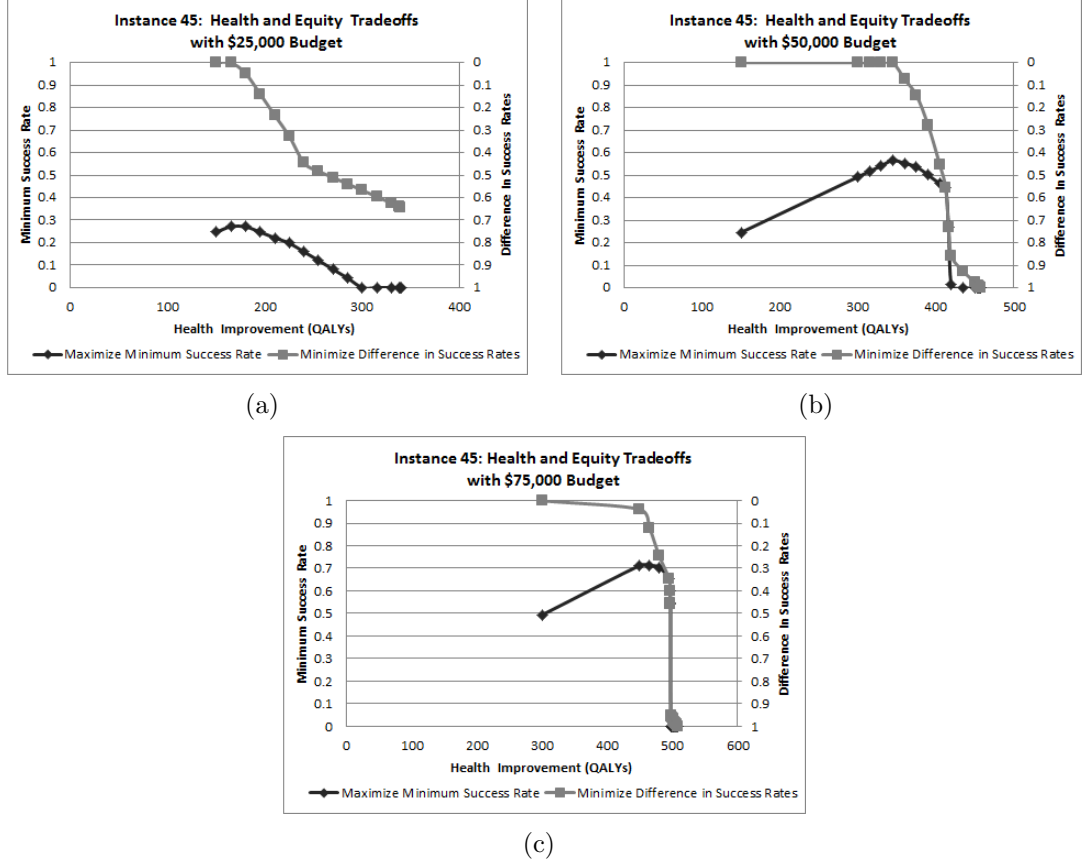 Instance 45: Health and Equity Tradeoffs
with $25,000 Budget
1
0.9
0.8
0.7
0.6
0.5
0.4
0.3
0.2
0.1
0
Minimum Success Rate
0
0.1
0.2
0.3
0.4
0.5
0.6
0.7
0.8
0.9
1
Difference In Success Rates
0 100 200 300 400
Health Improvement (QALYs)
Maximize Minimum Success Rate Minimize Difference in Success Rates
(a)
Instance 45: Health and Equity Tradeoffs
with $50,000 Budget
1
0.9
0.8
0.7
0.6
0.5
0.4
0.3
0.2
0.1
0
Minimum Success Rate
0
0.1
0.2
0.3
0.4
0.5
0.6
0.7
0.8
0.9
1
Difference In Success Rates
0 100 200 300 400 500
Health Improvement (QALYs)
Maximize Minimum Success Rate Minimize Difference in Success Rates
(b)
Instance 45: Health and Equity Tradeoffs
with $75,000 Budget
1
0.9
0.8
0.7
0.6
0.5
0.4
0.3
0.2
0.1
0
Minimum Success Rate
0
0.1
0.2
0.3
0.4
0.5
0.6
0.7
0.8
0.9
1
Difference In Success Rates
0 100 200 300 400 500 600
Health Improvement (QALYs)
Maximize Minimum Success Rate Minimize Difference in Success Rates
(c)